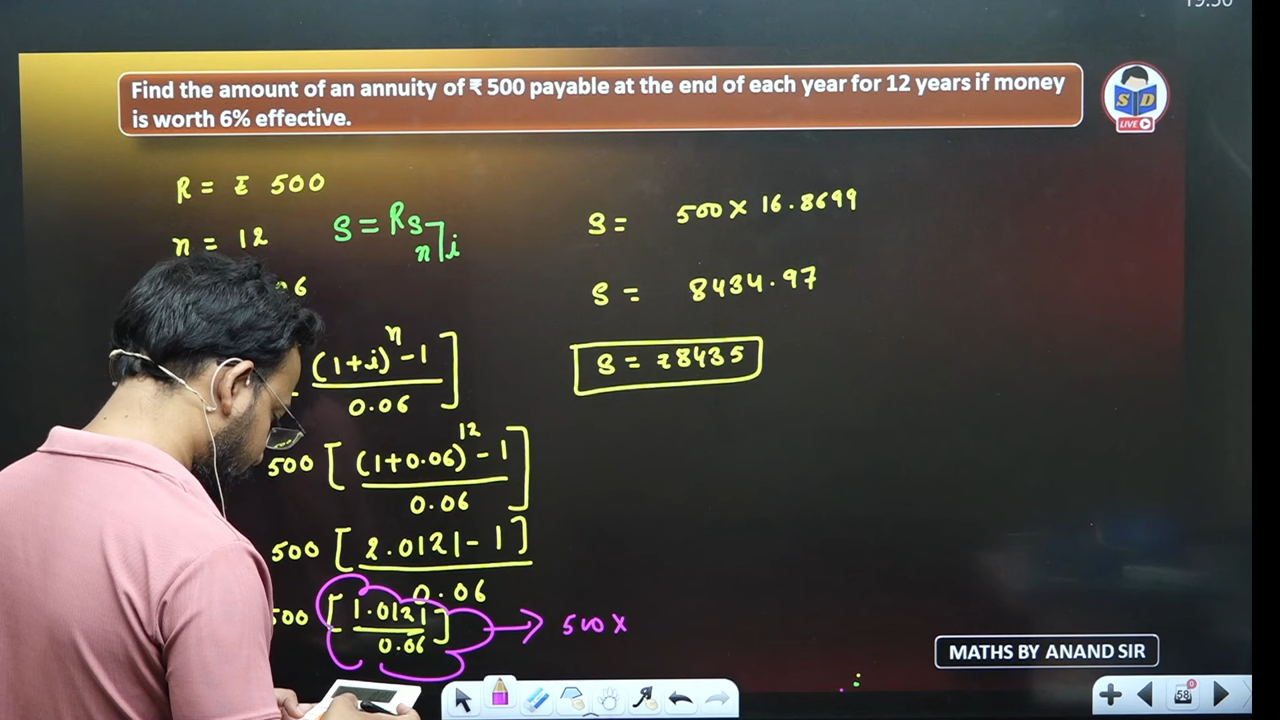 Find the amount of an annuity of ₹ 500 payable at the end of each year for 12 years if money
is worth 6% effective.
S D
LIVE
R = ₹ 500
n = 12
S = R s n⌉i
06
(1+i)^n - 1 ]
0.06
500 [ (1+0.06)^12 - 1 ]
0.06
500 [ 2.0121 - 1 ]
0.06
500 [ 1.0121 ]
0.06
→ 500 ×
S = 500 × 16.8699
S = 8434.97
S = ₹8435
MATHS BY ANAND SIR
58